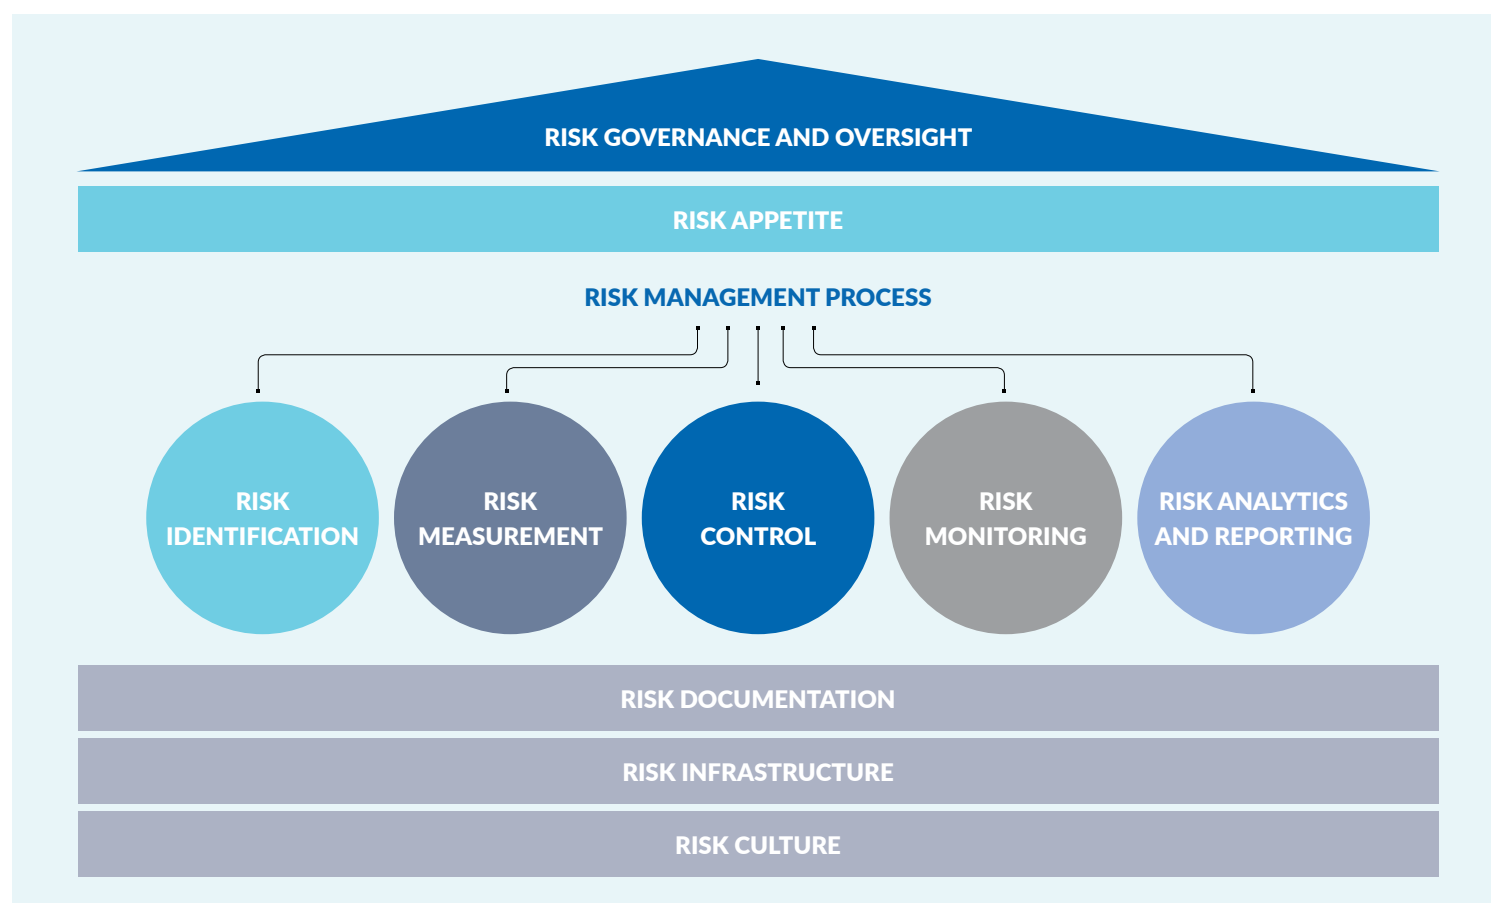 RISK GOVERNANCE AND OVERSIGHT
RISK APPETITE
RISK MANAGEMENT PROCESS
RISK
IDENTIFICATION
RISK
MEASUREMENT
RISK
CONTROL
RISK
MONITORING
RISK ANALYTICS
AND REPORTING
RISK DOCUMENTATION
RISK INFRASTRUCTURE
RISK CULTURE